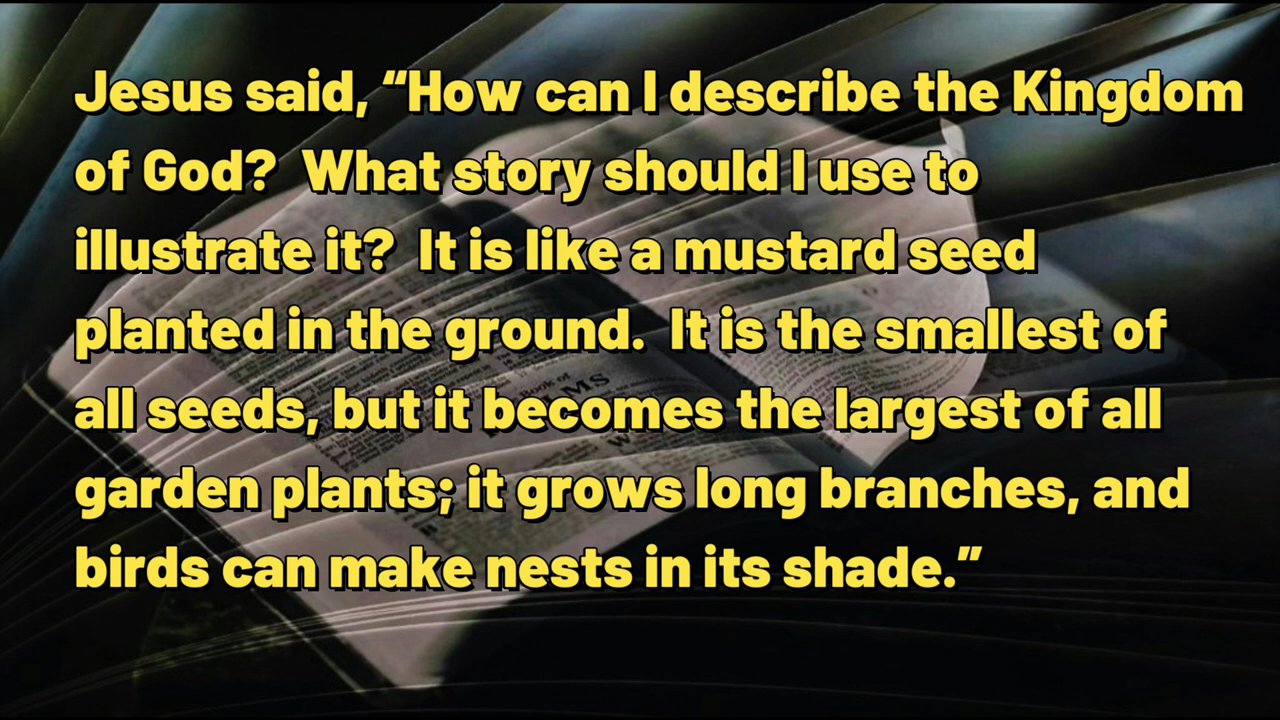 Jesus said, “How can I describe the Kingdom
of God?  What story should I use to
illustrate it?  It is like a mustard seed
planted in the ground.  It is the smallest of
all seeds, but it becomes the largest of all
garden plants; it grows long branches, and
birds can make nests in its shade.”